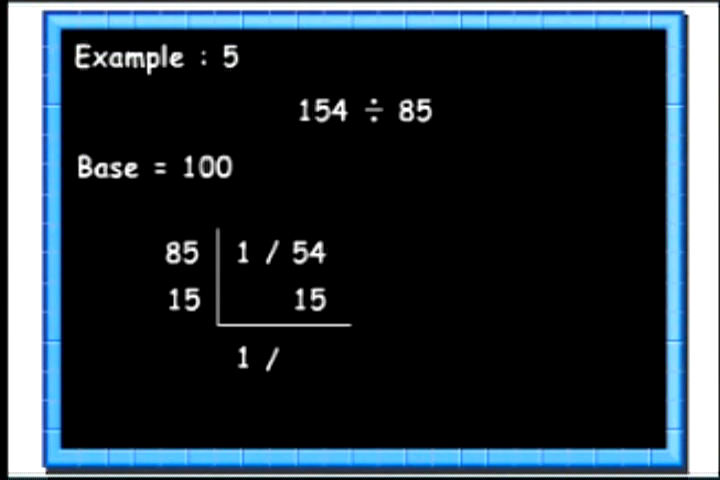 Example : 5
154 ÷ 85
Base = 100
85 1 / 54
15 15
1 /